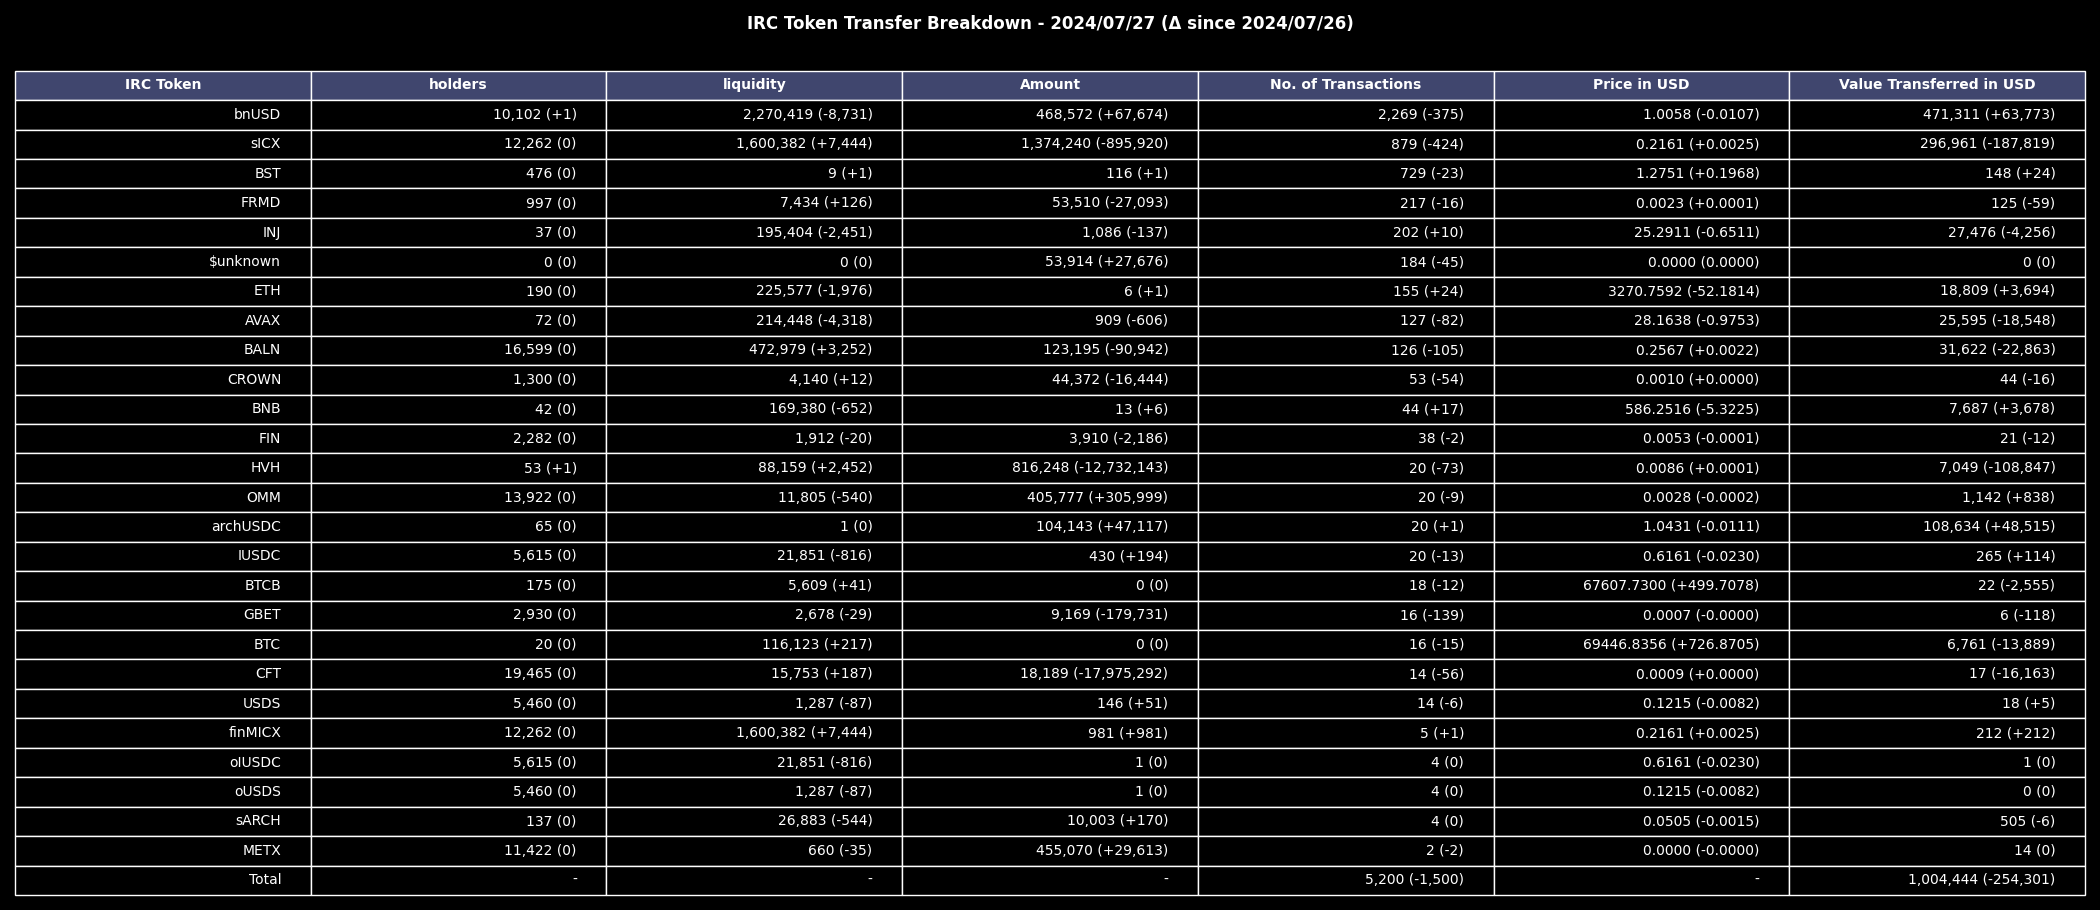 IRC Token Transfer Breakdown - 2024/07/27 (Δ since 2024/07/26)
IRC Token holders liquidity Amount No. of Transactions Price in USD Value Transferred in USD
bnUSD 10,102 (+1) 2,270,419 (-8,731) 468,572 (+67,674) 2,269 (-375) 1.0058 (-0.0107) 471,311 (+63,773)
sICX 12,262 (0) 1,600,382 (+7,444) 1,374,240 (-895,920) 879 (-424) 0.2161 (+0.0025) 296,961 (-187,819)
BST 476 (0) 9 (+1) 116 (+1) 729 (-23) 1.2751 (+0.1968) 148 (+24)
FRMD 997 (0) 7,434 (+126) 53,510 (-27,093) 217 (-16) 0.0023 (+0.0001) 125 (-59)
INJ 37 (0) 195,404 (-2,451) 1,086 (-137) 202 (+10) 25.2911 (-0.6511) 27,476 (-4,256)
$unknown 0 (0) 0 (0) 53,914 (+27,676) 184 (-45) 0.0000 (0.0000) 0 (0)
ETH 190 (0) 225,577 (-1,976) 6 (+1) 155 (+24) 3270.7592 (-52.1814) 18,809 (+3,694)
AVAX 72 (0) 214,448 (-4,318) 909 (-606) 127 (-82) 28.1638 (-0.9753) 25,595 (-18,548)
BALN 16,599 (0) 472,979 (+3,252) 123,195 (-90,942) 126 (-105) 0.2567 (+0.0022) 31,622 (-22,863)
CROWN 1,300 (0) 4,140 (+12) 44,372 (-16,444) 53 (-54) 0.0010 (+0.0000) 44 (-16)
BNB 42 (0) 169,380 (-652) 13 (+6) 44 (+17) 586.2516 (-5.3225) 7,687 (+3,678)
FIN 2,282 (0) 1,912 (-20) 3,910 (-2,186) 38 (-2) 0.0053 (-0.0001) 21 (-12)
HVH 53 (+1) 88,159 (+2,452) 816,248 (-12,732,143) 20 (-73) 0.0086 (+0.0001) 7,049 (-108,847)
OMM 13,922 (0) 11,805 (-540) 405,777 (+305,999) 20 (-9) 0.0028 (-0.0002) 1,142 (+838)
archUSDC 65 (0) 1 (0) 104,143 (+47,117) 20 (+1) 1.0431 (-0.0111) 108,634 (+48,515)
IUSDC 5,615 (0) 21,851 (-816) 430 (+194) 20 (-13) 0.6161 (-0.0230) 265 (+114)
BTCB 175 (0) 5,609 (+41) 0 (0) 18 (-12) 67607.7300 (+499.7078) 22 (-2,555)
GBET 2,930 (0) 2,678 (-29) 9,169 (-179,731) 16 (-139) 0.0007 (-0.0000) 6 (-118)
BTC 20 (0) 116,123 (+217) 0 (0) 16 (-15) 69446.8356 (+726.8705) 6,761 (-13,889)
CFT 19,465 (0) 15,753 (+187) 18,189 (-17,975,292) 14 (-56) 0.0009 (+0.0000) 17 (-16,163)
USDS 5,460 (0) 1,287 (-87) 146 (+51) 14 (-6) 0.1215 (-0.0082) 18 (+5)
finMICX 12,262 (0) 1,600,382 (+7,444) 981 (+981) 5 (+1) 0.2161 (+0.0025) 212 (+212)
oIUSDC 5,615 (0) 21,851 (-816) 1 (0) 4 (0) 0.6161 (-0.0230) 1 (0)
oUSDS 5,460 (0) 1,287 (-87) 1 (0) 4 (0) 0.1215 (-0.0082) 0 (0)
sARCH 137 (0) 26,883 (-544) 10,003 (+170) 4 (0) 0.0505 (-0.0015) 505 (-6)
METX 11,422 (0) 660 (-35) 455,070 (+29,613) 2 (-2) 0.0000 (-0.0000) 14 (0)
Total - - - 5,200 (-1,500) - 1,004,444 (-254,301)